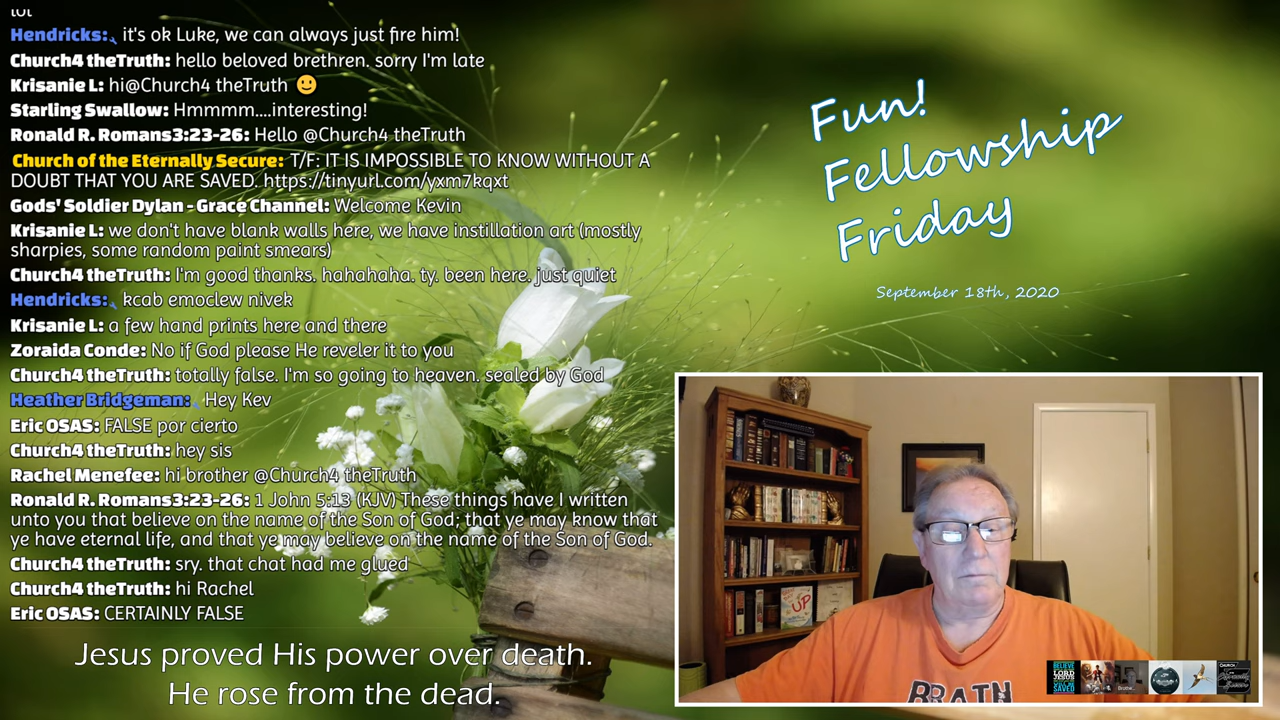 lol
Hendricks: it's ok Luke, we can always just fire him!
Church4 theTruth: hello beloved brethren. sorry I'm late
Krisanie L: hi@Church4 theTruth
Starling Swallow: Hmmmm....interesting!
Ronald R. Romans3:23-26: Hello @Church4 theTruth
Church of the Eternally Secure: T/F: IT IS IMPOSSIBLE TO KNOW WITHOUT A
DOUBT THAT YOU ARE SAVED. https://tinyurl.com/yxm7kqxt
Gods' Soldier Dylan - Grace Channel: Welcome Kevin
Krisanie L: we don't have blank walls here, we have instillation art (mostly
sharpies, some random paint smears)
Church4 theTruth: I'm good thanks. hahahaha. ty. been here. just quiet
Hendricks: kcab emoclew nivek
Krisanie L: a few hand prints here and there
Zoraida Conde: No if God please He reveler it to you
Church4 theTruth: totally false. I'm so going to heaven. sealed by God
Heather Bridgeman: Hey Kev
Eric OSAS: FALSE por cierto
Church4 theTruth: hey sis
Rachel Menefee: hi brother @Church4 theTruth
Ronald R. Romans3:23-26: 1 John 5:13 (KJV) These things have I written
unto you that believe on the name of the Son of God; that ye may know that
ye have eternal life, and that ye may believe on the name of the Son of God.
Church4 theTruth: sry. that chat had me glued
Church4 theTruth: hi Rachel
Eric OSAS: CERTAINLY FALSE
Jesus proved His power over death.
He rose from the dead.
Fun!
Fellowship
Friday
September 18th, 2020
UP
BELIEVE
LORD
JESUS
SAVED
Brothe...
CHURCH